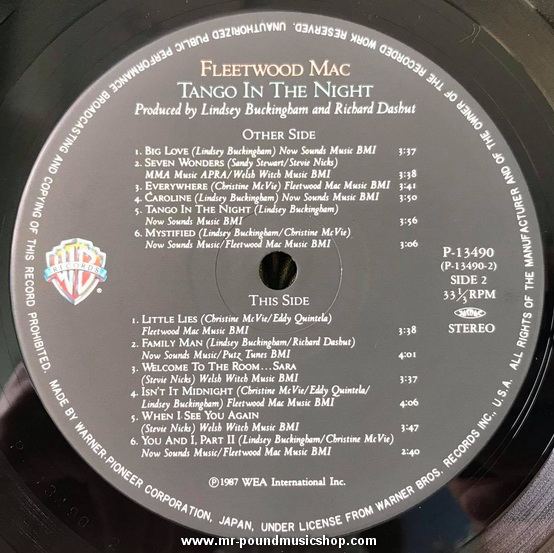 FLEETWOOD MAC
TANGO IN THE NIGHT
Produced by Lindsey Buckingham and Richard Dashut
OTHER SIDE
1. BIG LOVE (Lindsey Buckingham) Now Sounds Music BMI 3:37
2. SEVEN WONDERS (Sandy Stewart/Stevie Nicks)
MMA Music APRA/Welsh Witch Music BMI 3:38
3. EVERYWHERE (Christine McVie) Fleetwood Mac Music BMI 3:41
4. CAROLINE (Lindsey Buckingham) Now Sounds Music BMI 3:50
5. TANGO IN THE NIGHT (Lindsey Buckingham)
Now Sounds Music BMI 3:56
6. MYSTIFIED (Lindsey Buckingham/Christine McVie)
Now Sounds Music/Fleetwood Mac Music BMI 3:06
WB
RECORDS
®
P-13490
(P-13490-2)
SIDE 2
33 1/3 RPM
STEREO
THIS SIDE
1. LITTLE LIES (Christine McVie/Eddy Quintela)
Fleetwood Mac Music BMI 3:38
2. FAMILY MAN (Lindsey Buckingham/Richard Dashut)
Now Sounds Music/Putz Tunes BMI 4:01
3. WELCOME TO THE ROOM...SARA
(Stevie Nicks) Welsh Witch Music BMI 3:37
4. ISN'T IT MIDNIGHT (Christine McVie/Eddy Quintela/
Lindsey Buckingham) Fleetwood Mac Music BMI 4:06
5. WHEN I SEE YOU AGAIN
(Stevie Nicks) Welsh Witch Music BMI 3:47
6. YOU AND I, PART II (Lindsey Buckingham/Christine McVie)
Now Sounds Music/Fleetwood Mac Music BMI 2:40
Ⓟ1987 WEA International Inc.
MADE BY WARNER-PIONEER CORPORATION, JAPAN, UNDER LICENSE FROM WARNER BROS. RECORDS INC., U.S.A. ALL RIGHTS OF THE MANUFACTURER AND OF THE OWNER OF THE RECORDED WORK RESERVED. UNAUTHORIZED PUBLIC PERFORMANCE BROADCASTING AND COPYING OF THIS RECORD PROHIBITED.
P 13490
www.mr-poundmusicshop.com